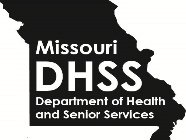 Missouri
DHSS
Department of Health
and Senior Services